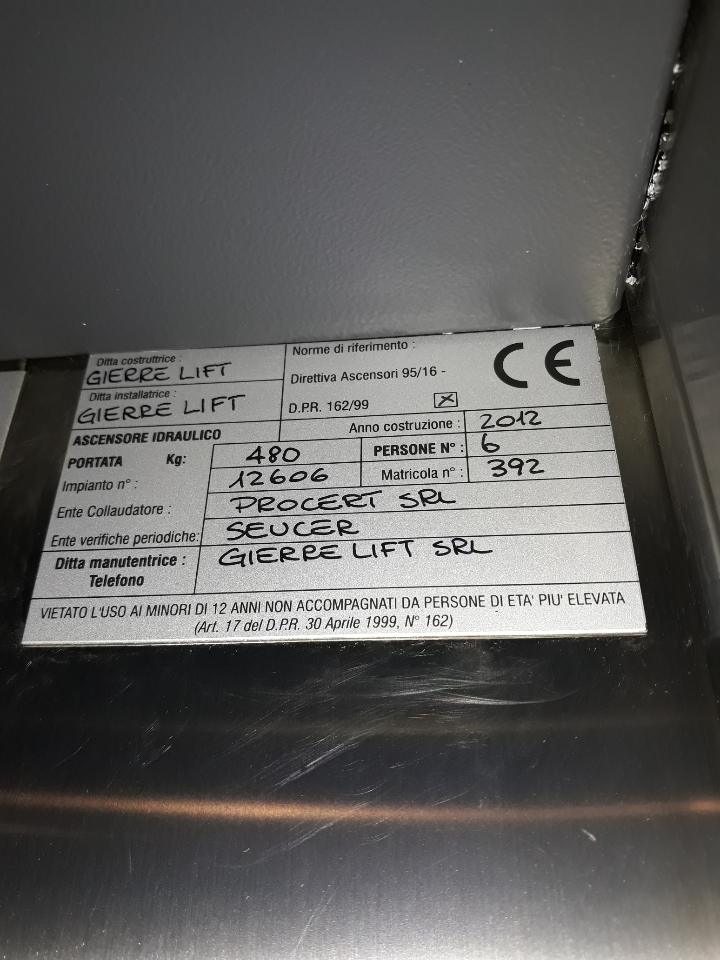 Ditta costruttrice :
GIERRE LIFT
Ditta installatrice :
GIERRE LIFT
Norme di riferimento :
Direttiva Ascensori 95/16 -
D.P.R. 162/99 ☒
CE
ASCENSORE IDRAULICO
Anno costruzione : 2012
PORTATA Kg: 480
PERSONE N° : 6
Impianto n° : 12606
Matricola n° : 392
Ente Collaudatore : PROCERT SRL
Ente verifiche periodiche: SEUCER
Ditta manutentrice : GIERRE LIFT SRL
Telefono
VIETATO L'USO AI MINORI DI 12 ANNI NON ACCOMPAGNATI DA PERSONE DI ETA' PIU' ELEVATA
(Art. 17 del D.P.R. 30 Aprile 1999, N° 162)